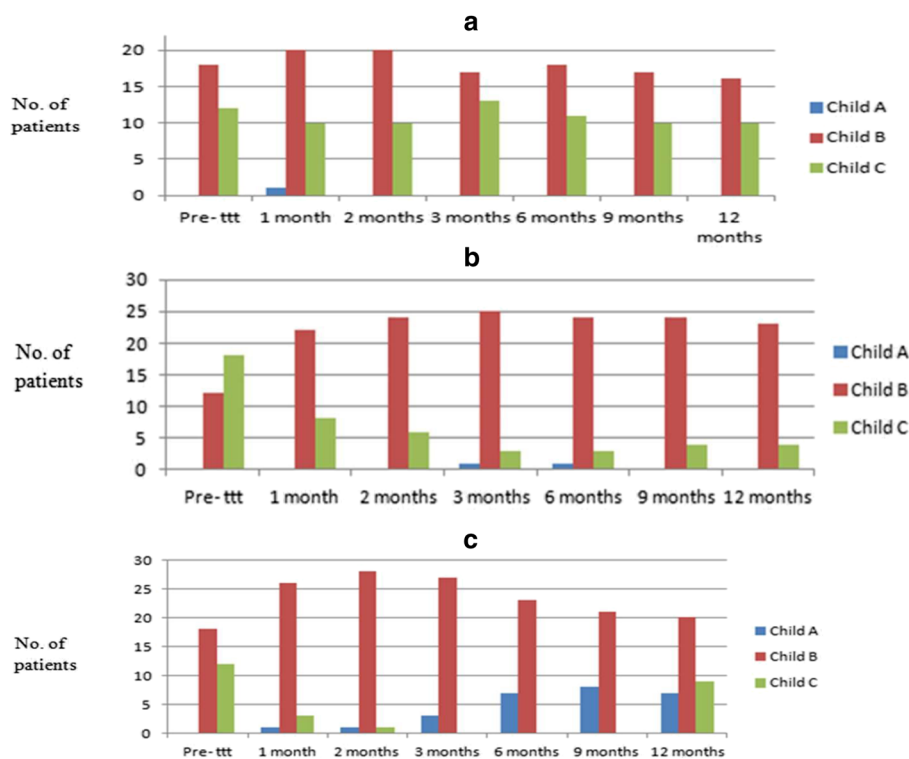 a
20
15
10
5
0
No. of
patients
Child A
Child B
Child C
Pre- ttt 1 month 2 months 3 months 6 months 9 months 12
months
b
30
25
20
15
10
5
0
No. of
patients
Child A
Child B
Child C
Pre- ttt 1 month 2 months 3 months 6 months 9 months 12 months
c
30
25
20
15
10
5
0
No. of
patients
Child A
Child B
Child C
Pre- ttt 1 month 2 months 3 months 6 months 9 months 12 months